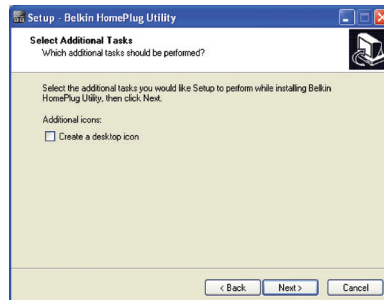 Setup - Belkin HomePlug Utility
Select Additional Tasks
Which additional tasks should be performed?
Select the additional tasks you would like Setup to perform while installing Belkin
HomePlug Utility, then click Next.
Additional icons:
Create a desktop icon
< Back
Next >
Cancel